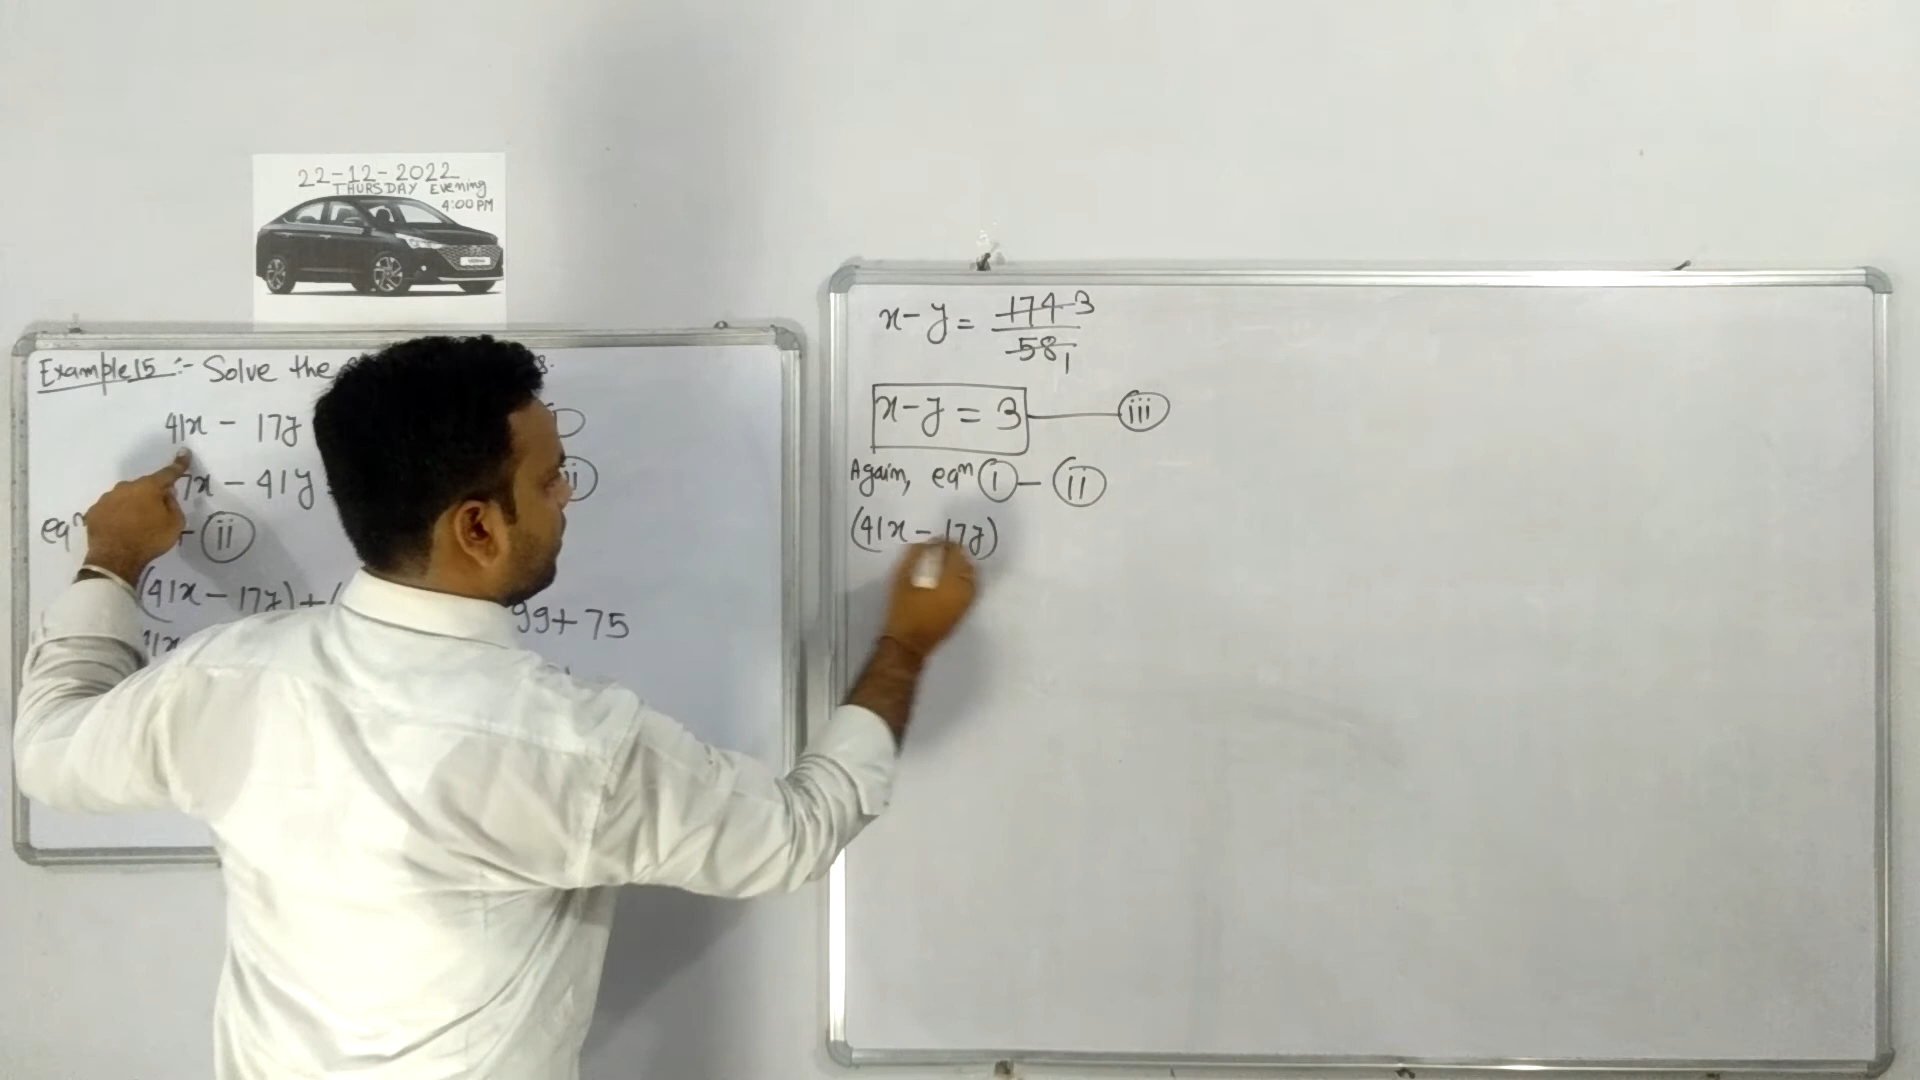 22-12-2022
THURSDAY Evening
4:00 PM
Example 15 :- Solve the
41x - 17y
7x - 41y
ii
eqn
- ii
(41x - 17y) + (
99 + 75
x - y = 174 3
58 1
x - y = 3 iii
Again, eqn i - ii
(41x - 17y)